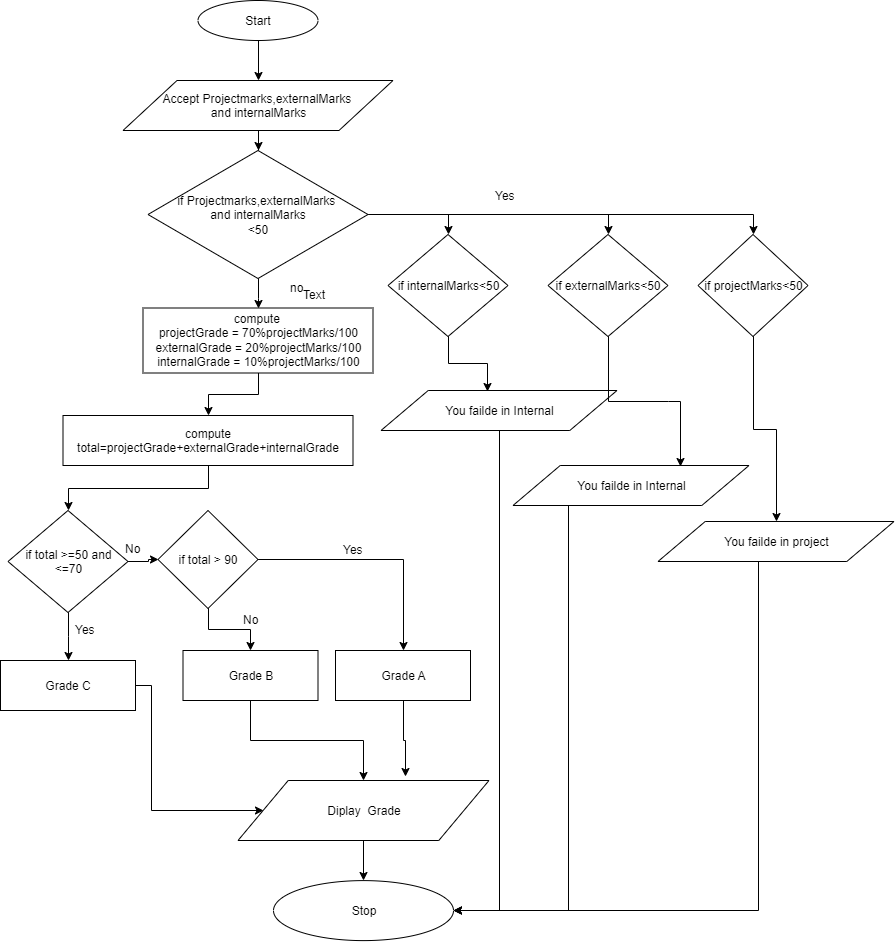 Start
Accept Projectmarks,externalMarks
and internalMarks
if Projectmarks,externalMarks
and internalMarks
<50
Yes
if internalMarks<50
if externalMarks<50
if projectMarks<50
no
Text
compute
projectGrade = 70%projectMarks/100
externalGrade = 20%projectMarks/100
internalGrade = 10%projectMarks/100
You failde in Internal
compute
total=projectGrade+externalGrade+internalGrade
You failde in Internal
You failde in project
if total >=50 and
<=70
No
if total > 90
Yes
Yes
No
Grade C
Grade B
Grade A
Diplay  Grade
Stop